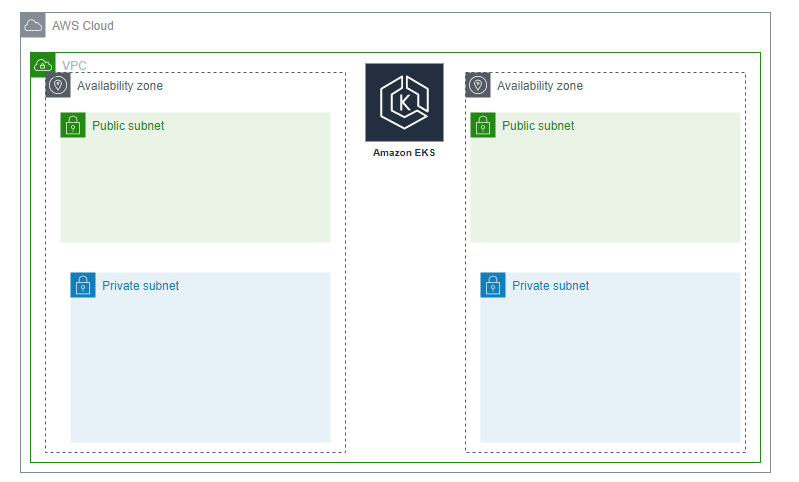 AWS Cloud
VPC
Availability zone
Public subnet
Private subnet
K
Amazon EKS
Availability zone
Public subnet
Private subnet